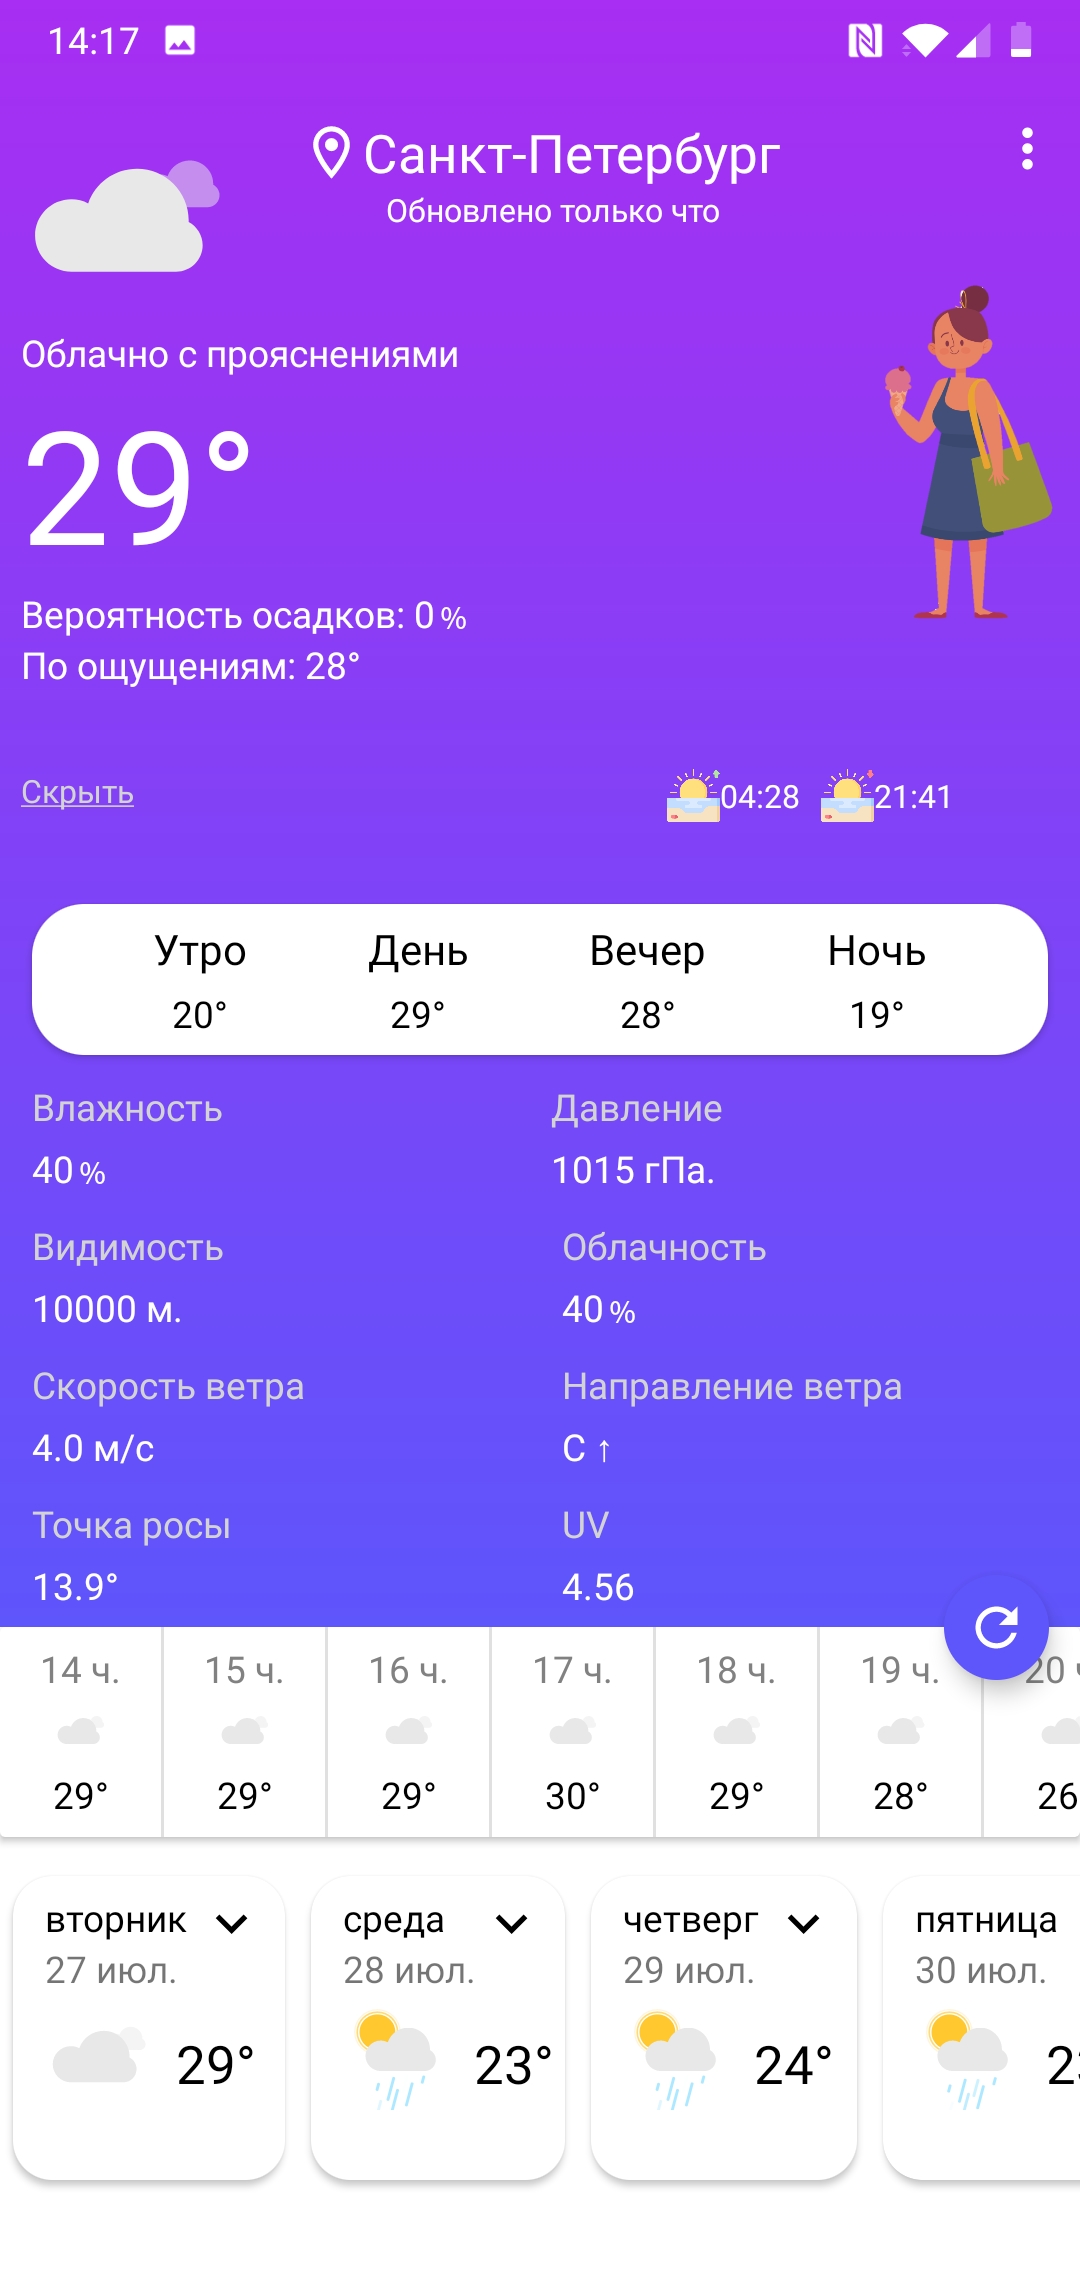 14:17
Санкт-Петербург
Обновлено только что
Облачно с прояснениями
29°
Вероятность осадков: 0 %
По ощущениям: 28°
Скрыть 04:28 21:41
Утро День Вечер Ночь
20° 29° 28° 19°
Влажность Давление
40 % 1015 гПа.
Видимость Облачность
10000 м. 40 %
Скорость ветра Направление ветра
4.0 м/с С ↑
Точка росы UV
13.9° 4.56
14 ч. 15 ч. 16 ч. 17 ч. 18 ч. 19 ч. 20
29° 29° 29° 30° 29° 28° 26
вторник среда четверг пятница
27 июл. 28 июл. 29 июл. 30 июл.
29° 23° 24°